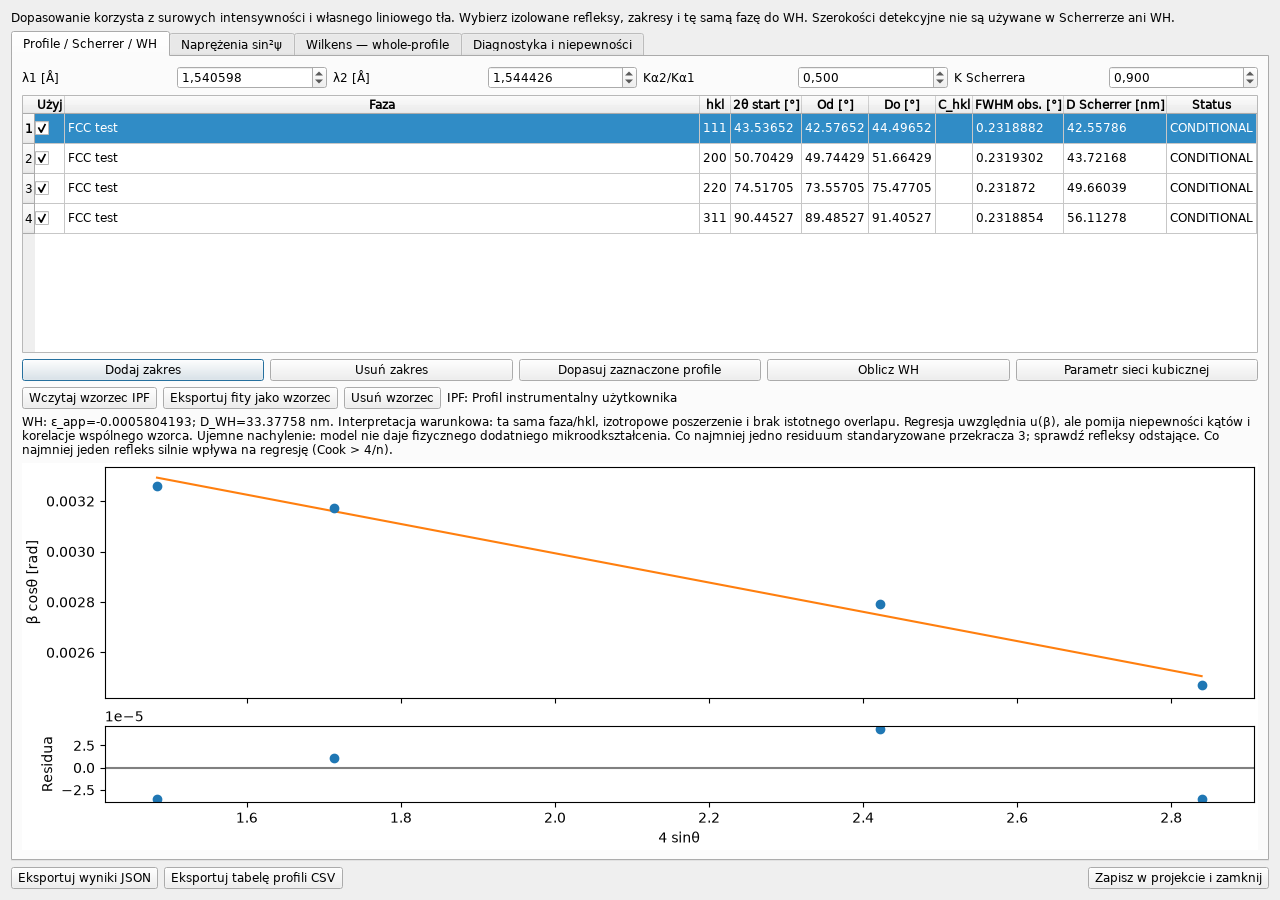 Dopasowanie korzysta z surowych intensywności i własnego liniowego tła. Wybierz izolowane refleksy, zakresy i tę samą fazę do WH. Szerokości detekcyjne nie są używane w Scherrerze ani WH.
Profile / Scherrer / WH Naprężenia sin²ψ Wilkens — whole-profile Diagnostyka i niepewności
λ1 [Å] 1,540598 λ2 [Å] 1,544426 Kα2/Kα1 0,500 K Scherrera 0,900
Użyj Faza hkl 2θ start [°] Od [°] Do [°] C_hkl FWHM obs. [°] D Scherrer [nm] Status
1 FCC test 111 43.53652 42.57652 44.49652 0.2318882 42.55786 CONDITIONAL
2 FCC test 200 50.70429 49.74429 51.66429 0.2319302 43.72168 CONDITIONAL
3 FCC test 220 74.51705 73.55705 75.47705 0.231872 49.66039 CONDITIONAL
4 FCC test 311 90.44527 89.48527 91.40527 0.2318854 56.11278 CONDITIONAL
Dodaj zakres Usuń zakres Dopasuj zaznaczone profile Oblicz WH Parametr sieci kubicznej
Wczytaj wzorzec IPF Eksportuj fity jako wzorzec Usuń wzorzec IPF: Profil instrumentalny użytkownika
WH: ε_app=-0.0005804193; D_WH=33.37758 nm. Interpretacja warunkowa: ta sama faza/hkl, izotropowe poszerzenie i brak istotnego overlapu. Regresja uwzględnia u(β), ale pomija niepewności kątów i
korelacje wspólnego wzorca. Ujemne nachylenie: model nie daje fizycznego dodatniego mikroodkształcenia. Co najmniej jedno residuum standaryzowane przekracza 3; sprawdź refleksy odstające. Co
najmniej jeden refleks silnie wpływa na regresję (Cook > 4/n).
β cosθ [rad]
0.0032
0.0030
0.0028
0.0026
1e−5
Residua
2.5
0.0
−2.5
1.6 1.8 2.0 2.2 2.4 2.6 2.8
4 sinθ
Eksportuj wyniki JSON Eksportuj tabelę profili CSV Zapisz w projekcie i zamknij